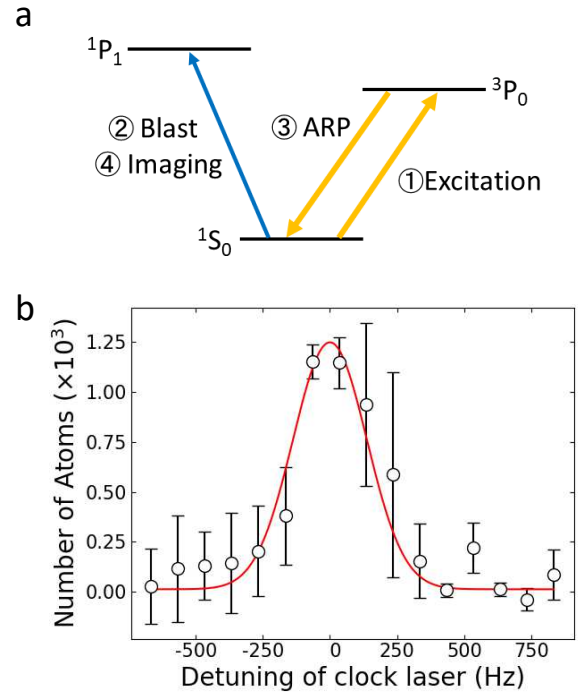 a
¹P₁
³P₀
② Blast
③ ARP
④ Imaging
①Excitation
¹S₀
b
Number of Atoms (×10³)
1.25
1.00
0.75
0.50
0.25
0.00
-500 -250 0 250 500 750
Detuning of clock laser (Hz)